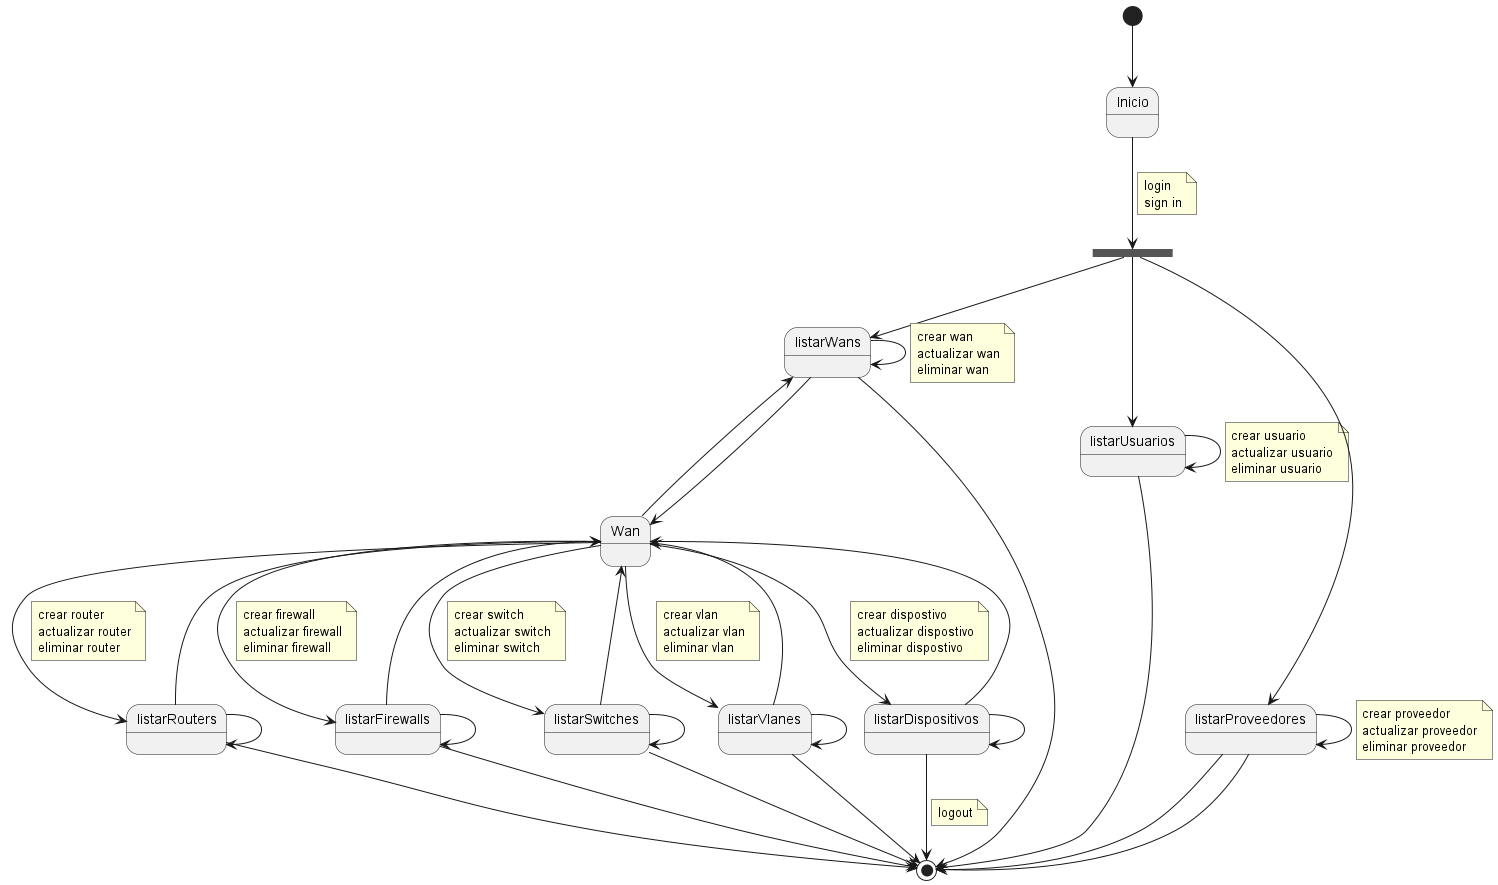 Inicio
login
sign in
listarWans
crear wan
actualizar wan
eliminar wan
listarUsuarios
crear usuario
actualizar usuario
eliminar usuario
Wan
crear router
actualizar router
eliminar router
crear firewall
actualizar firewall
eliminar firewall
crear switch
actualizar switch
eliminar switch
crear vlan
actualizar vlan
eliminar vlan
crear dispostivo
actualizar dispostivo
eliminar dispostivo
listarRouters
listarFirewalls
listarSwitches
listarVlanes
listarDispositivos
listarProveedores
crear proveedor
actualizar proveedor
eliminar proveedor
logout